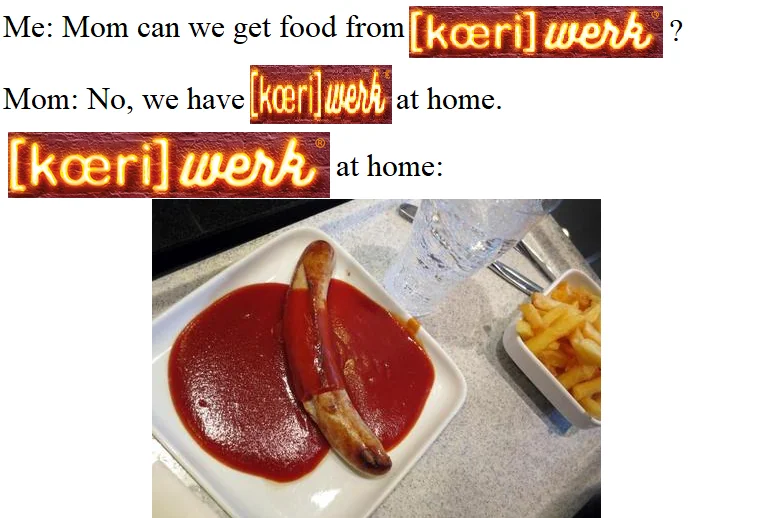 Me: Mom can we get food from [kœri]werk® ?
Mom: No, we have [kœri]werk® at home.
[kœri]werk® at home: